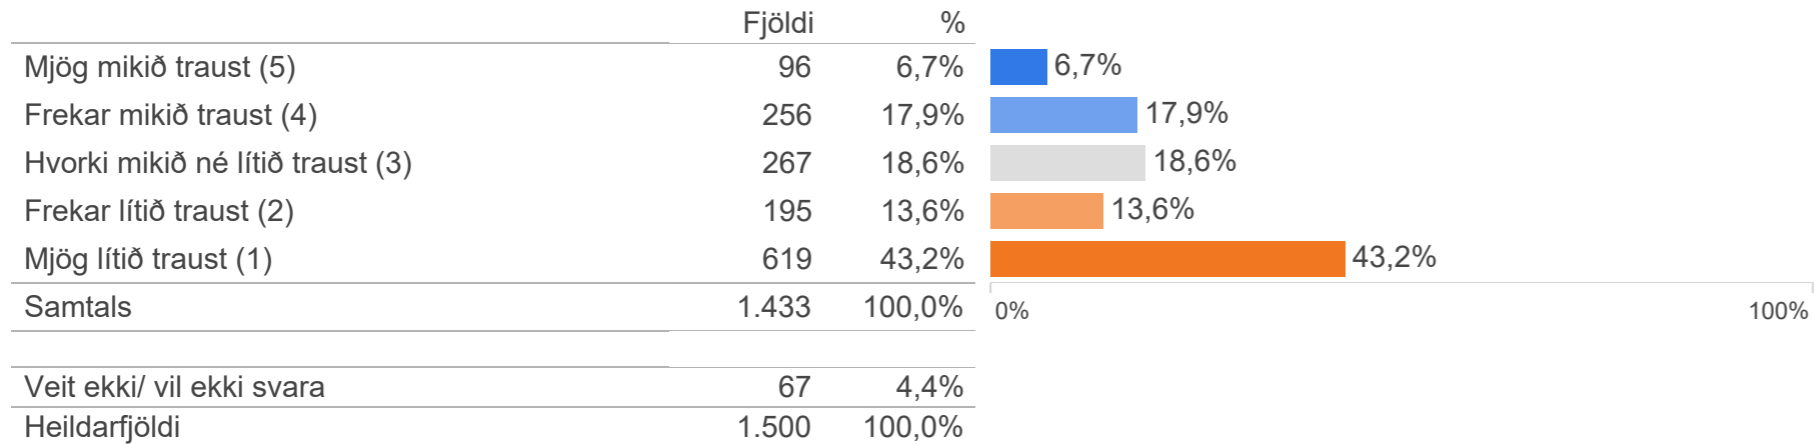 Fjöldi %
Mjög mikið traust (5) 96 6,7% 6,7%
Frekar mikið traust (4) 256 17,9% 17,9%
Hvorki mikið né lítið traust (3) 267 18,6% 18,6%
Frekar lítið traust (2) 195 13,6% 13,6%
Mjög lítið traust (1) 619 43,2% 43,2%
Samtals 1.433 100,0% 0% 100%
Veit ekki/ vil ekki svara 67 4,4%
Heildarfjöldi 1.500 100,0%